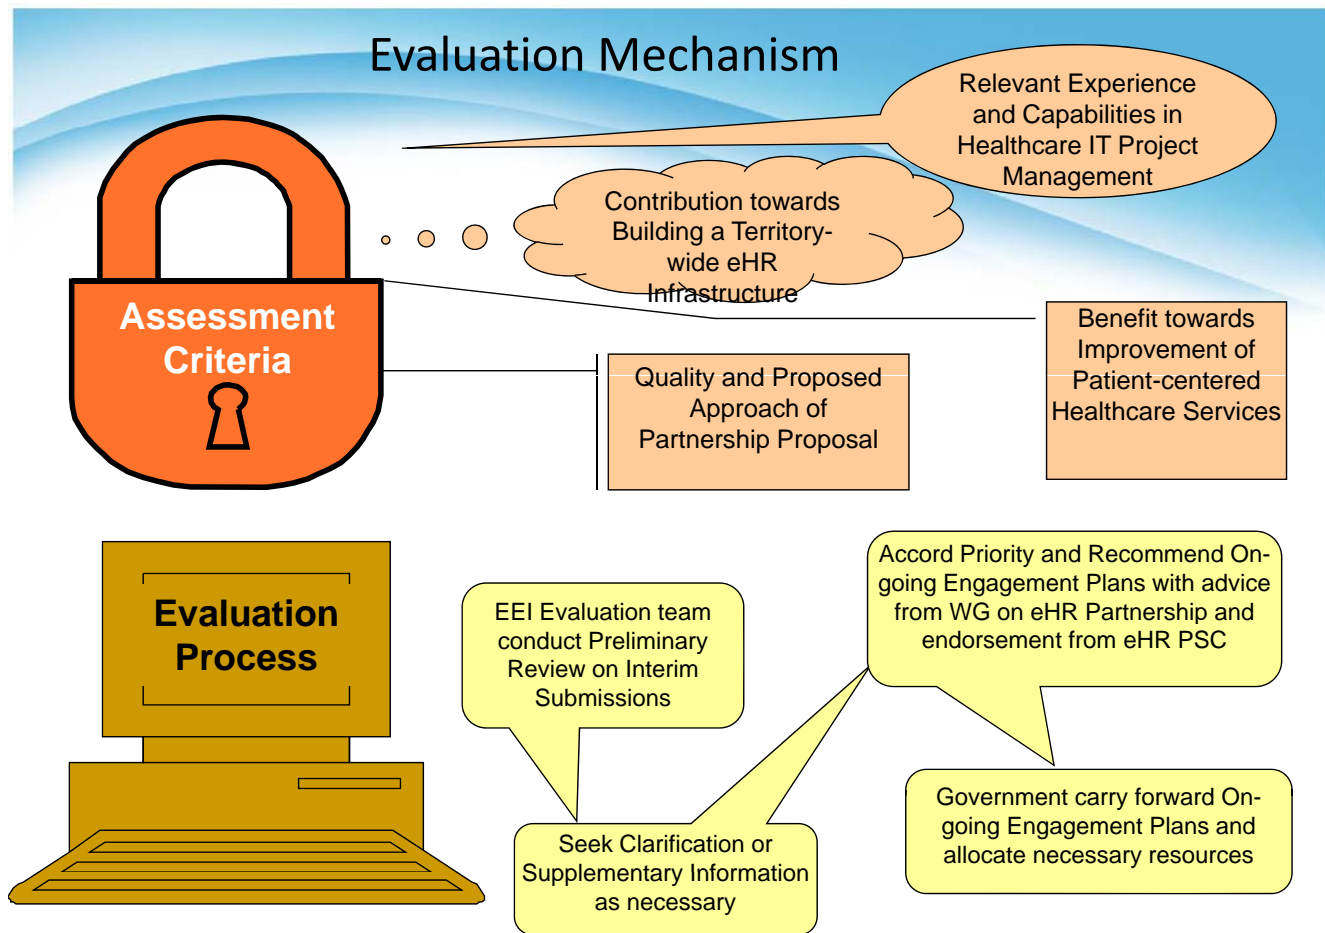 Evaluation Mechanism
Relevant Experience
and Capabilities in
Healthcare IT Project
Management
Contribution towards
Building a Territory-
wide eHR
Infrastructure
Assessment
Criteria
Benefit towards
Improvement of
Patient-centered
Healthcare Services
Quality and Proposed
Approach of
Partnership Proposal
Evaluation
Process
EEI Evaluation team
conduct Preliminary
Review on Interim
Submissions
Seek Clarification or
Supplementary Information
as necessary
Accord Priority and Recommend On-
going Engagement Plans with advice
from WG on eHR Partnership and
endorsement from eHR PSC
Government carry forward On-
going Engagement Plans and
allocate necessary resources